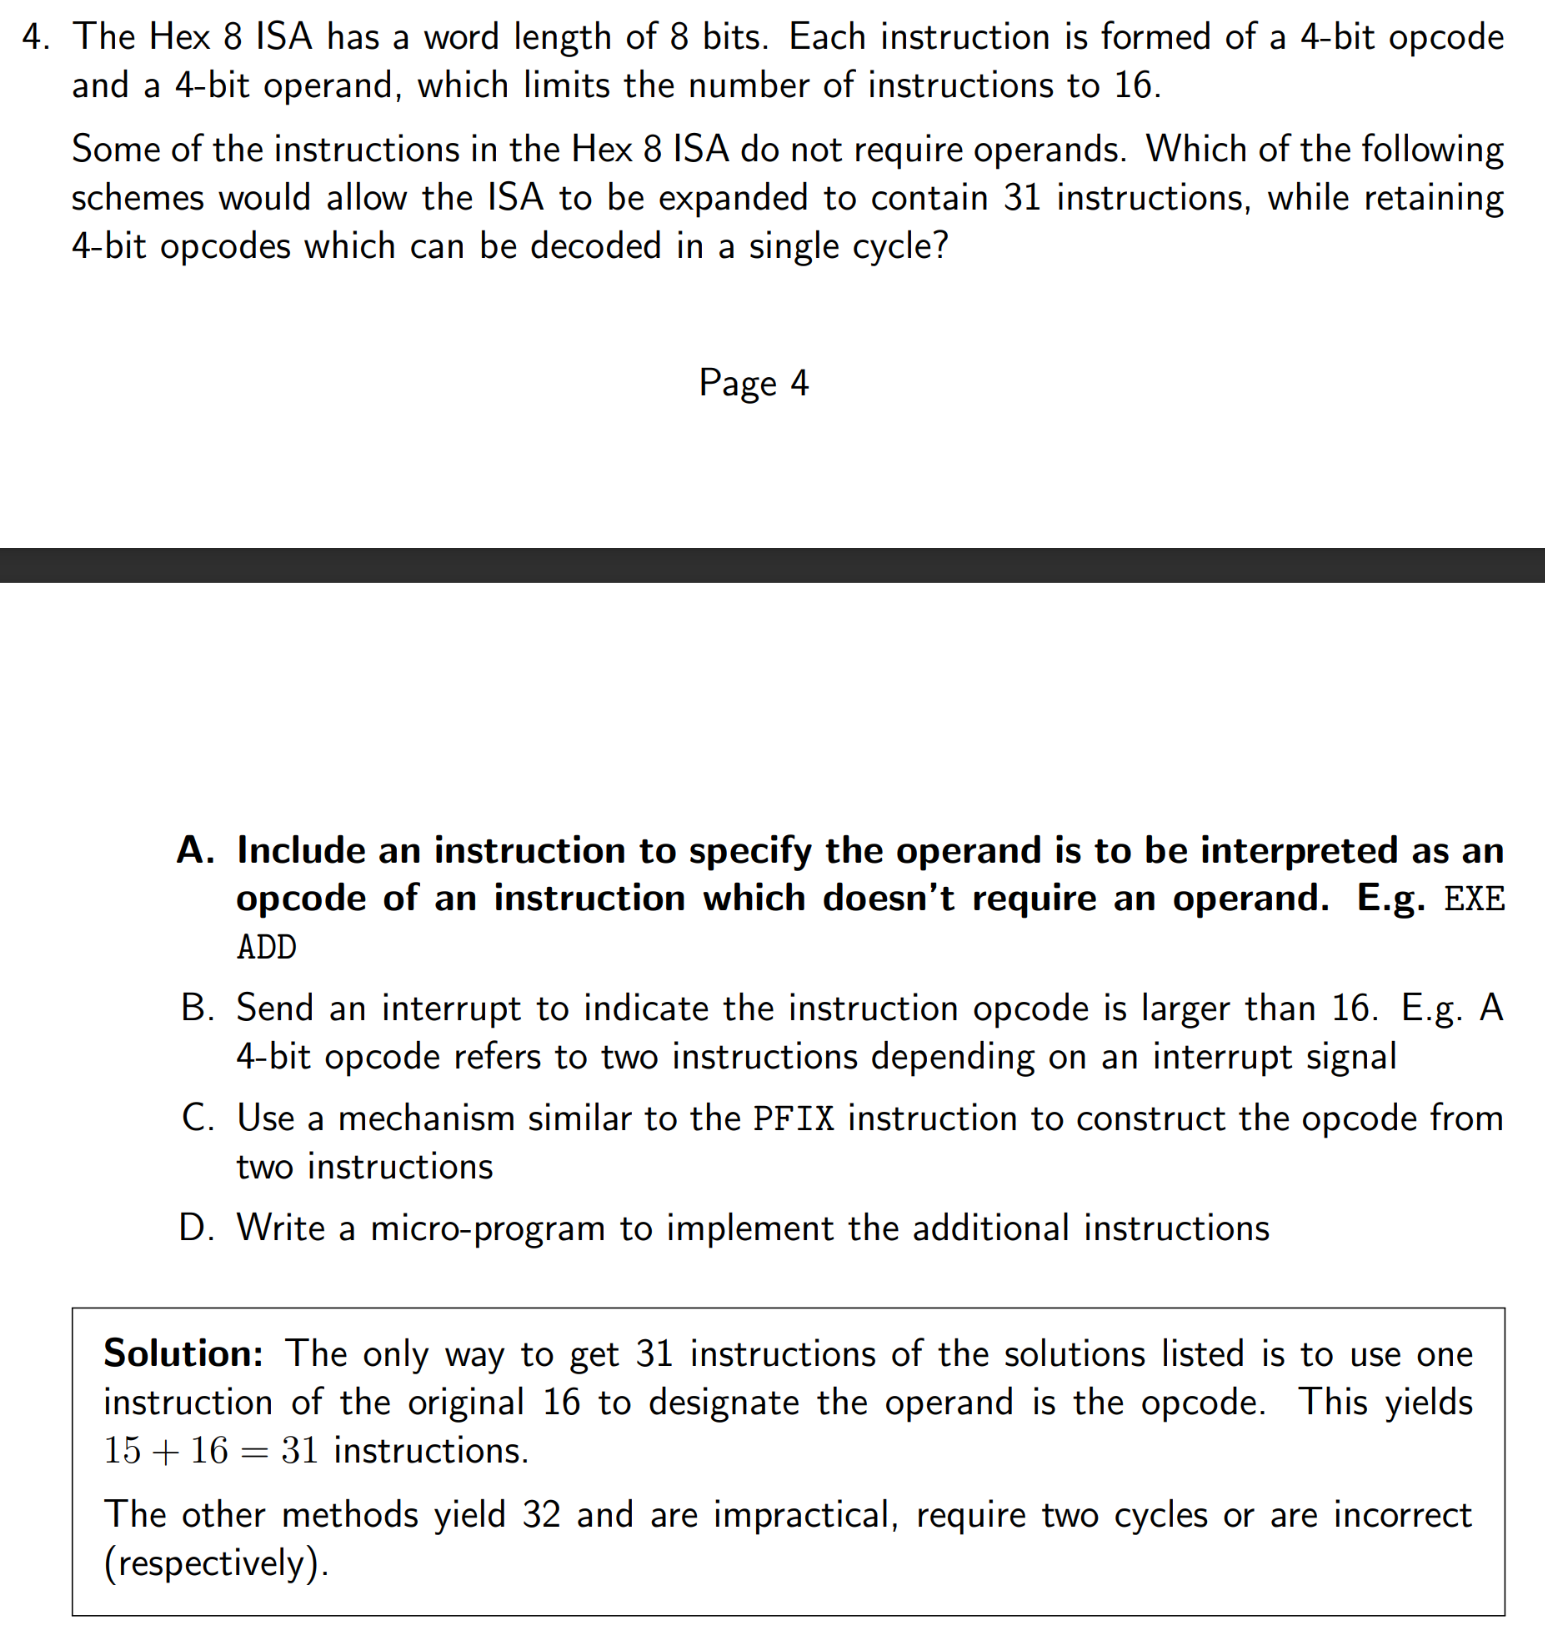 4. The Hex 8 ISA has a word length of 8 bits. Each instruction is formed of a 4-bit opcode
and a 4-bit operand, which limits the number of instructions to 16.
Some of the instructions in the Hex 8 ISA do not require operands. Which of the following
schemes would allow the ISA to be expanded to contain 31 instructions, while retaining
4-bit opcodes which can be decoded in a single cycle?
Page 4
A. Include an instruction to specify the operand is to be interpreted as an
opcode of an instruction which doesn't require an operand. E.g. EXE
ADD
B. Send an interrupt to indicate the instruction opcode is larger than 16. E.g. A
4-bit opcode refers to two instructions depending on an interrupt signal
C. Use a mechanism similar to the PFIX instruction to construct the opcode from
two instructions
D. Write a micro-program to implement the additional instructions
Solution: The only way to get 31 instructions of the solutions listed is to use one
instruction of the original 16 to designate the operand is the opcode. This yields
15 + 16 = 31 instructions.
The other methods yield 32 and are impractical, require two cycles or are incorrect
(respectively).